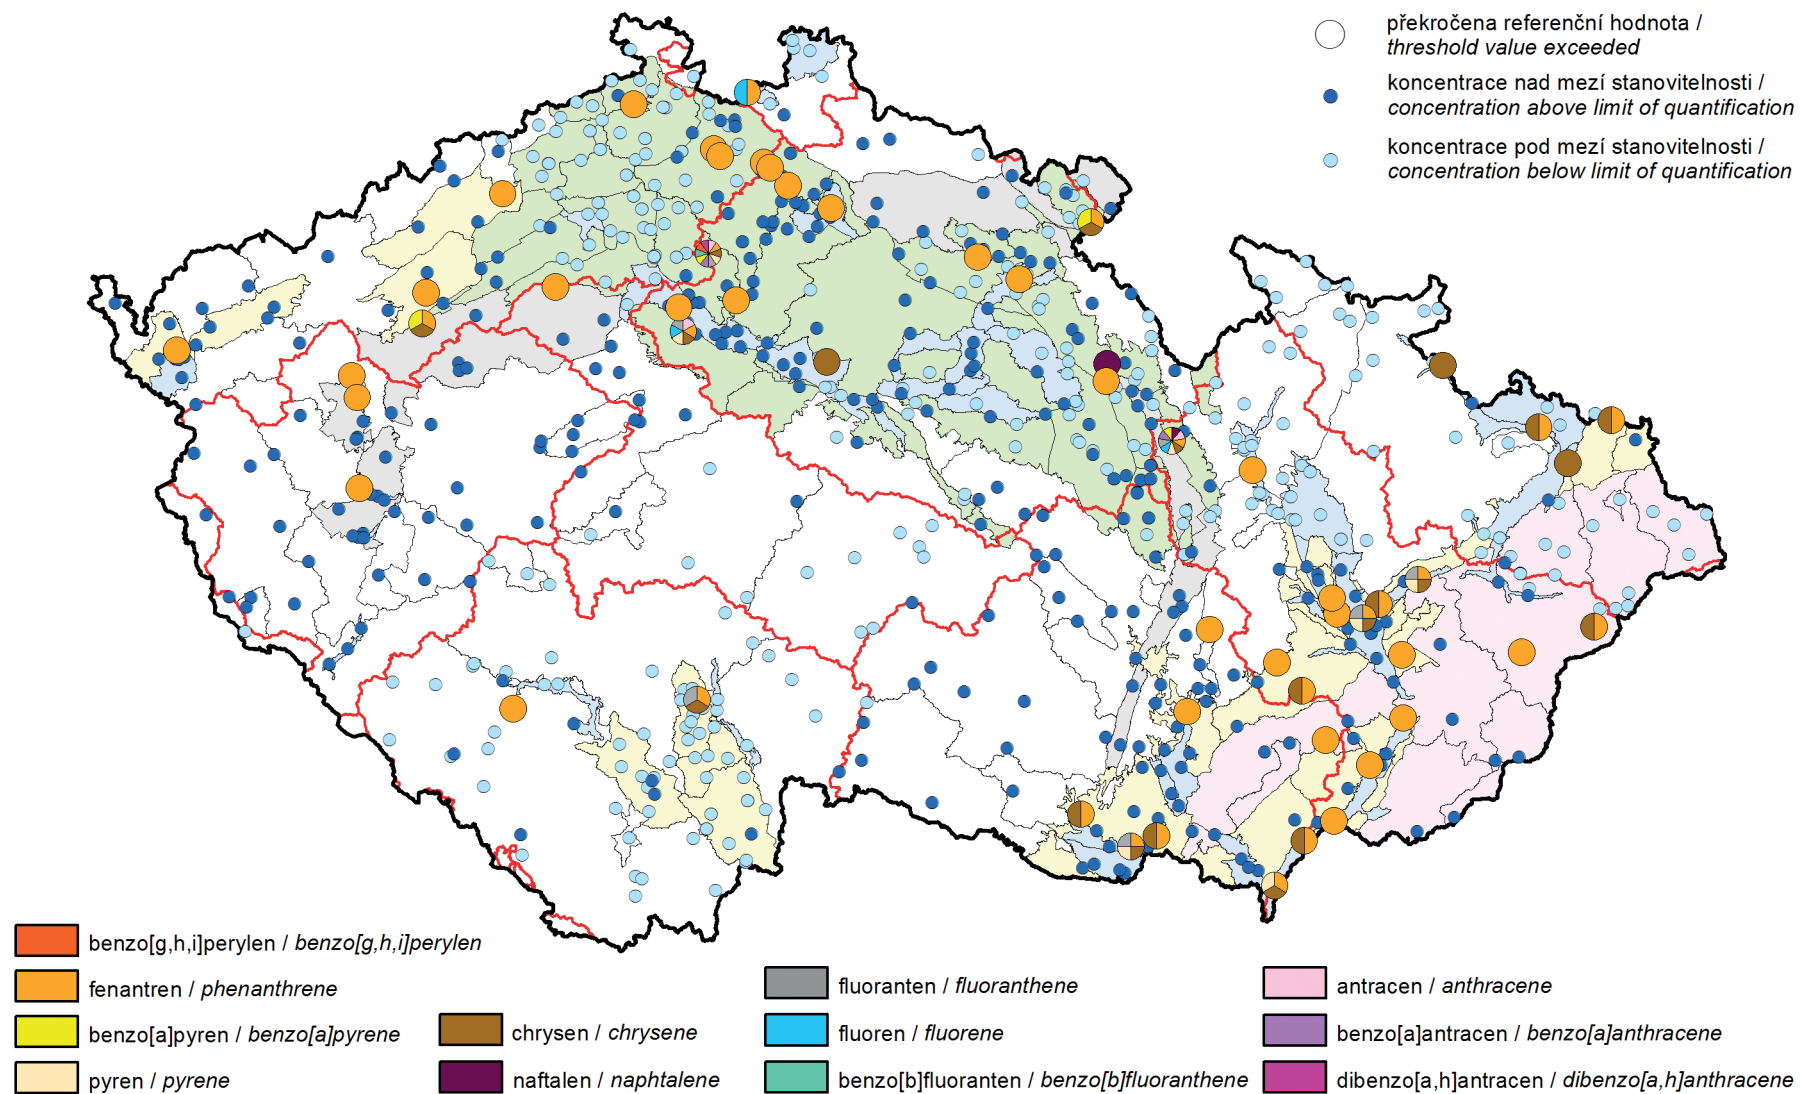 překročena referenční hodnota /
threshold value exceeded
koncentrace nad mezí stanovitelnosti /
concentration above limit of quantification
koncentrace pod mezí stanovitelnosti /
concentration below limit of quantification
benzo[g,h,i]perylen / benzo[g,h,i]perylen
fenantren / phenanthrene
benzo[a]pyren / benzo[a]pyrene
pyren / pyrene
chrysen / chrysene
naftalen / naphtalene
fluoranten / fluoranthene
fluoren / fluorene
benzo[b]fluoranten / benzo[b]fluoranthene
antracen / anthracene
benzo[a]antracen / benzo[a]anthracene
dibenzo[a,h]antracen / dibenzo[a,h]anthracene